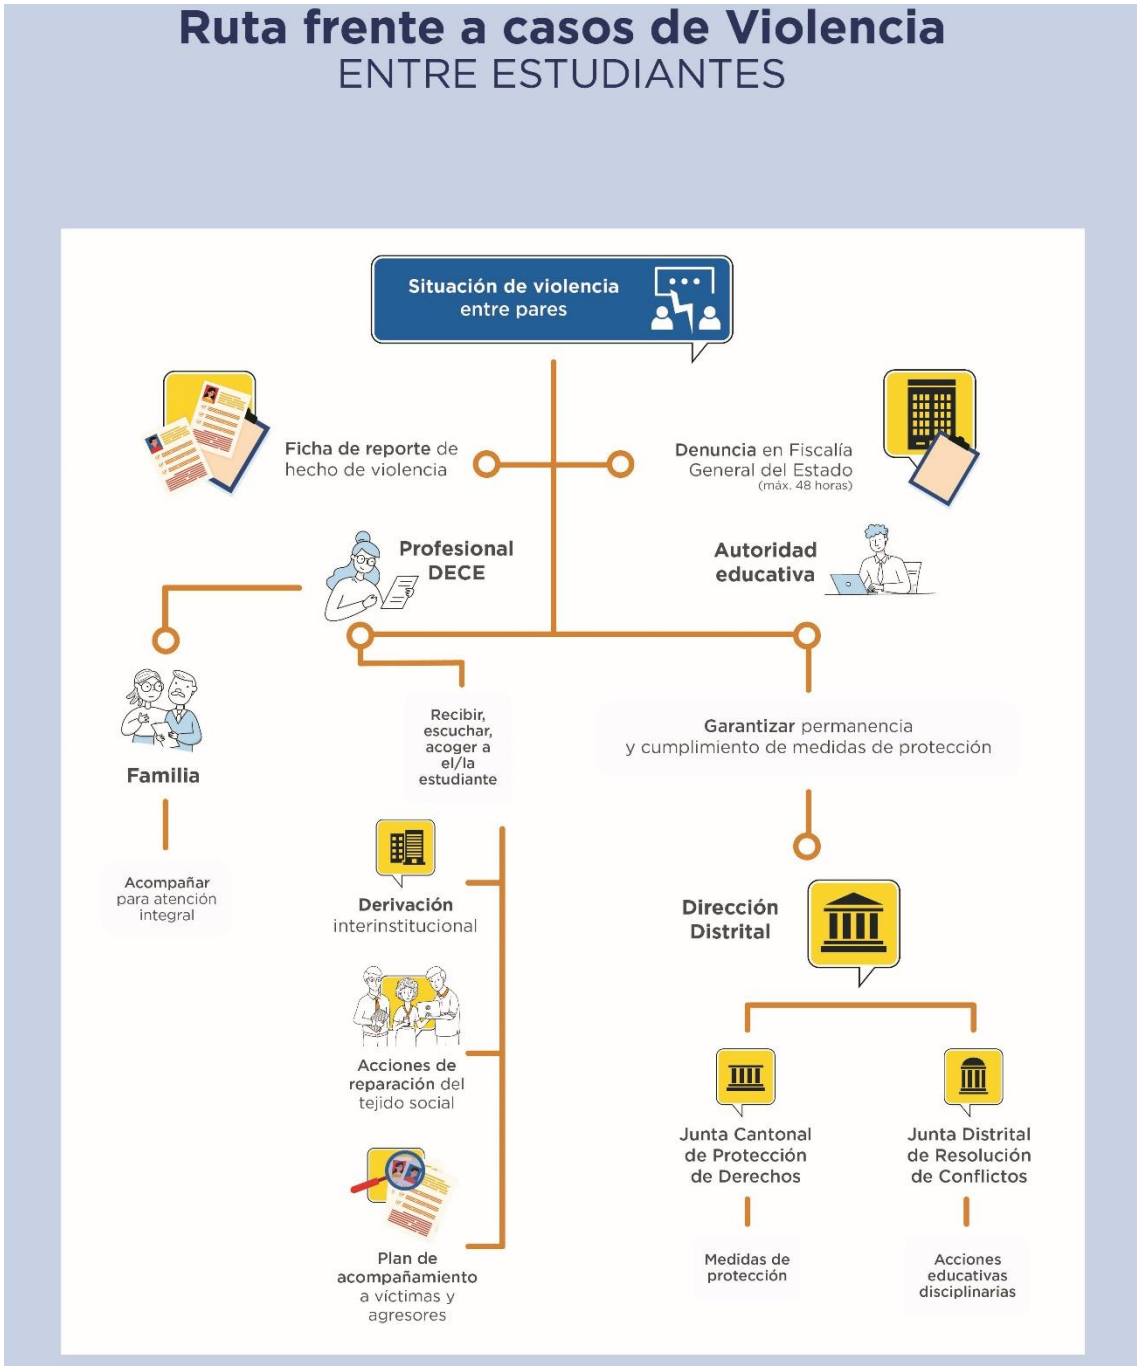 Ruta frente a casos de Violencia
ENTRE ESTUDIANTES
Situación de violencia
entre pares
Ficha de reporte de
hecho de violencia
Denuncia en Fiscalía
General del Estado
(máx. 48 horas)
Profesional
DECE
Autoridad
educativa
Familia
Acompañar
para atención
integral
Recibir,
escuchar,
acoger a
el/la
estudiante
Garantizar permanencia
y cumplimiento de medidas de protección
Derivación
interinstitucional
Acciones de
reparación del
tejido social
Plan de
acompañamiento
a víctimas y
agresores
Dirección
Distrital
Junta Cantonal
de Protección
de Derechos
Junta Distrital
de Resolución
de Conflictos
Medidas de
protección
Acciones
educativas
disciplinarias